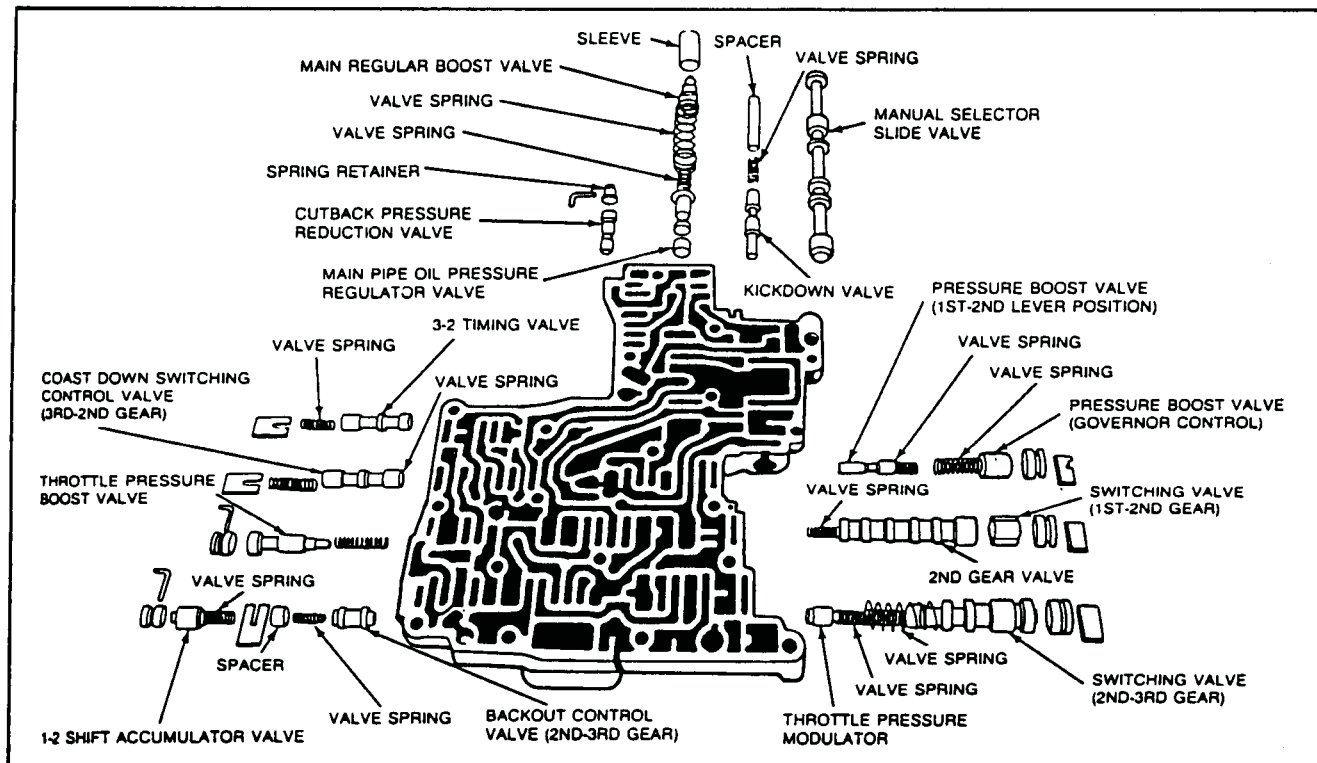 SLEEVE
SPACER
VALVE SPRING
MAIN REGULAR BOOST VALVE
VALVE SPRING
VALVE SPRING
MANUAL SELECTOR
SLIDE VALVE
SPRING RETAINER
CUTBACK PRESSURE
REDUCTION VALVE
MAIN PIPE OIL PRESSURE
REGULATOR VALVE
KICKDOWN VALVE
PRESSURE BOOST VALVE
(1ST-2ND LEVER POSITION)
3-2 TIMING VALVE
VALVE SPRING
VALVE SPRING
VALVE SPRING
COAST DOWN SWITCHING
CONTROL VALVE
(3RD-2ND GEAR)
VALVE SPRING
PRESSURE BOOST VALVE
(GOVERNOR CONTROL)
THROTTLE PRESSURE
BOOST VALVE
VALVE SPRING
SWITCHING VALVE
(1ST-2ND GEAR)
VALVE SPRING
2ND GEAR VALVE
SPACER
VALVE SPRING
VALVE SPRING
SWITCHING VALVE
(2ND-3RD GEAR)
1-2 SHIFT ACCUMULATOR VALVE
VALVE SPRING
BACKOUT CONTROL
VALVE (2ND-3RD GEAR)
THROTTLE PRESSURE
MODULATOR